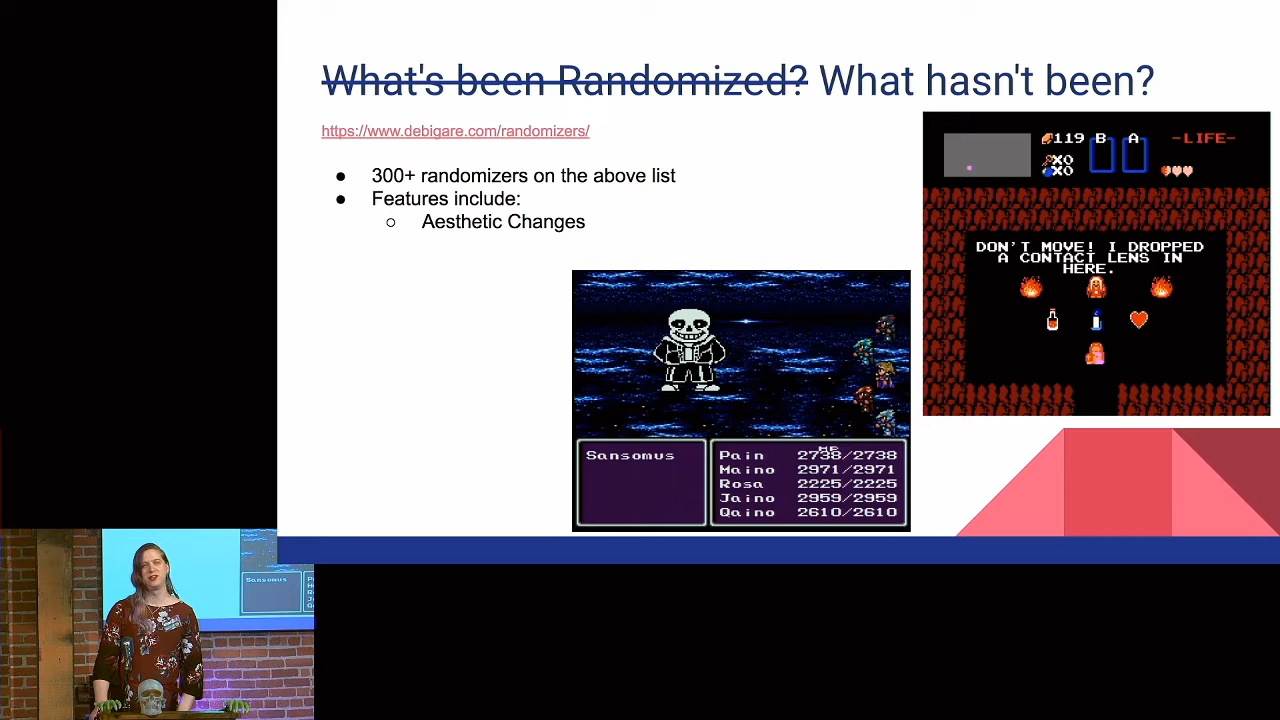 What's been Randomized? What hasn't been?
https://www.debigare.com/randomizers/
● 300+ randomizers on the above list
● Features include:
○ Aesthetic Changes
119 B A -LIFE-
X0
X0
DON'T MOVE! I DROPPED
A CONTACT LENS IN
HERE.
Sansomus
Pain 2738/2738
Maino 2971/2971
Rosa 2225/2225
Jaino 2959/2959
Qaino 2610/2610
Sansomus